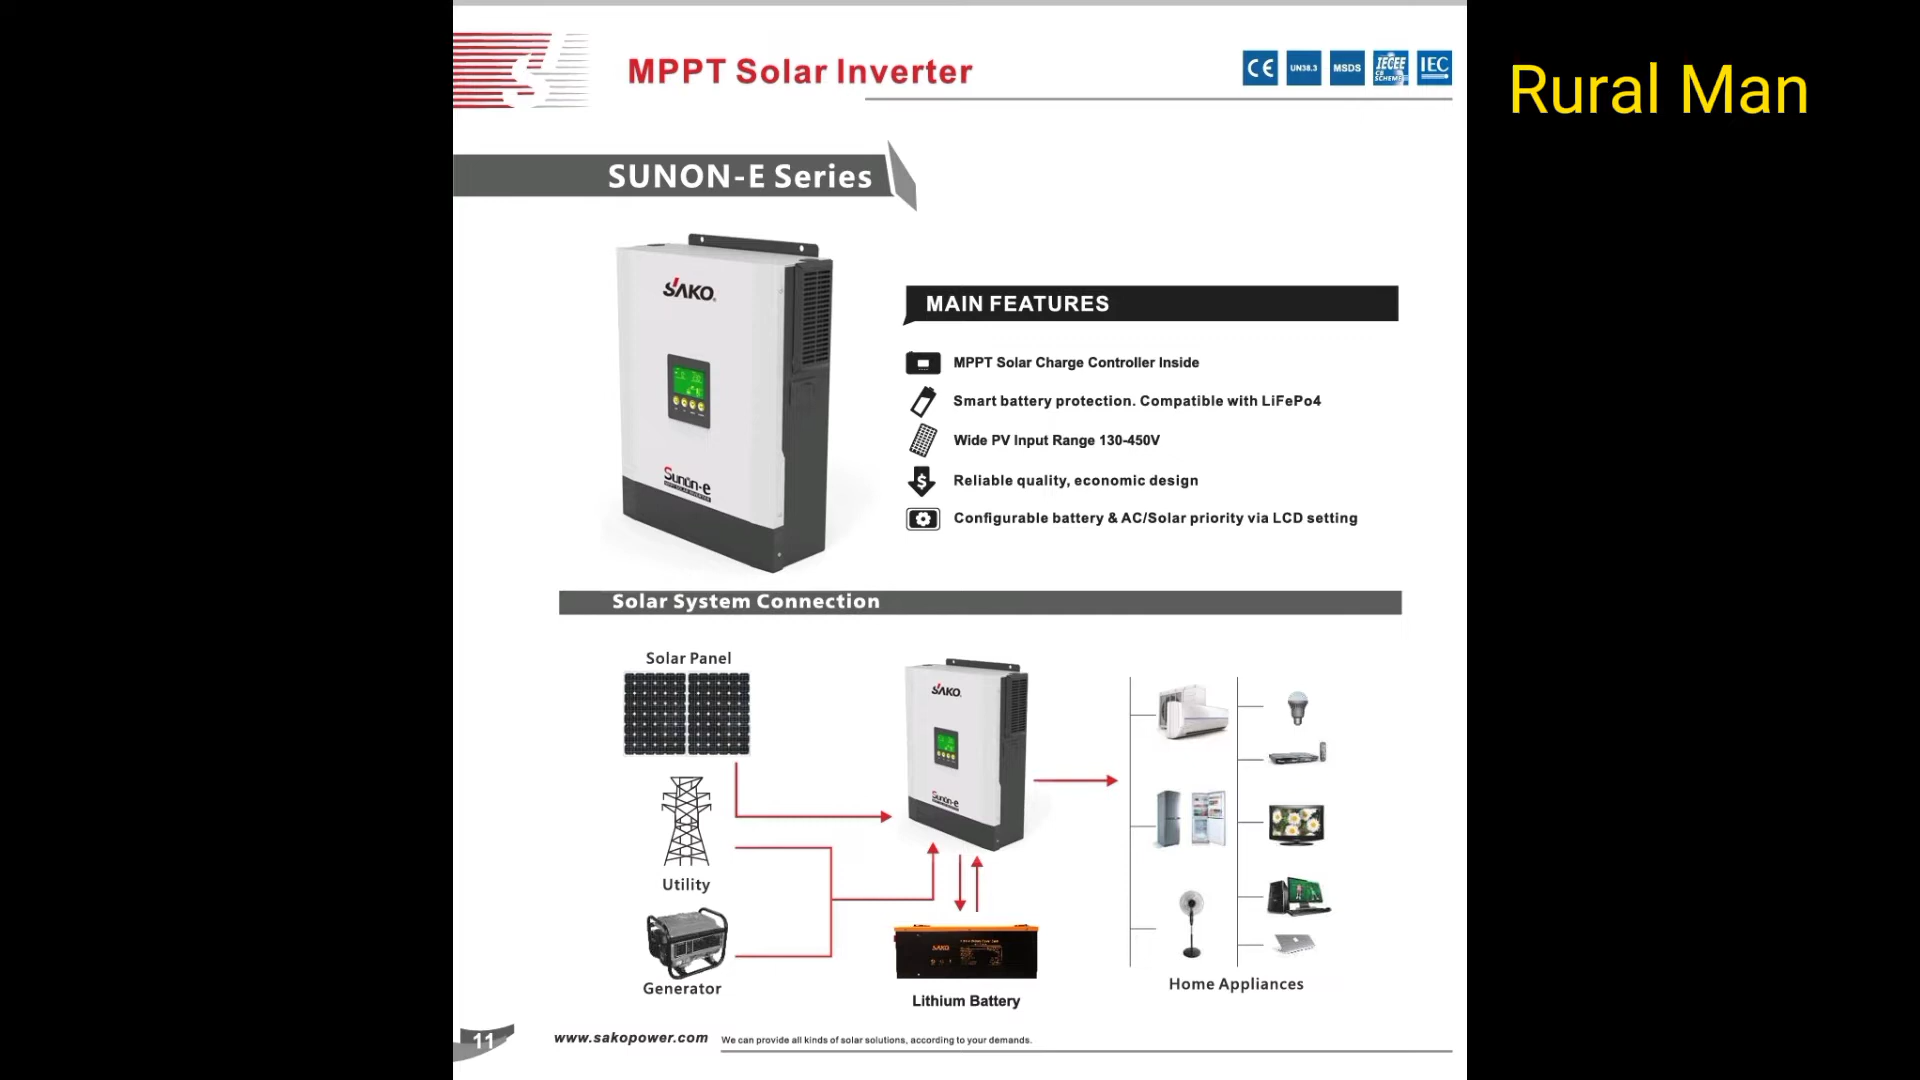 MPPT Solar Inverter
CE
UN38.3
MSDS
IECEE
CB
SCHEME
IEC
Rural Man
SUNON-E Series
SAKO
Sunon-e
MAIN FEATURES
MPPT Solar Charge Controller Inside
Smart battery protection. Compatible with LiFePo4
Wide PV Input Range 130-450V
Reliable quality, economic design
Configurable battery & AC/Solar priority via LCD setting
Solar System Connection
Solar Panel
SAKO
Sunon-e
Utility
Generator
SAKO
Lithium Battery
Home Appliances
11
www.sakopower.com
We can provide all kinds of solar solutions, according to your demands.